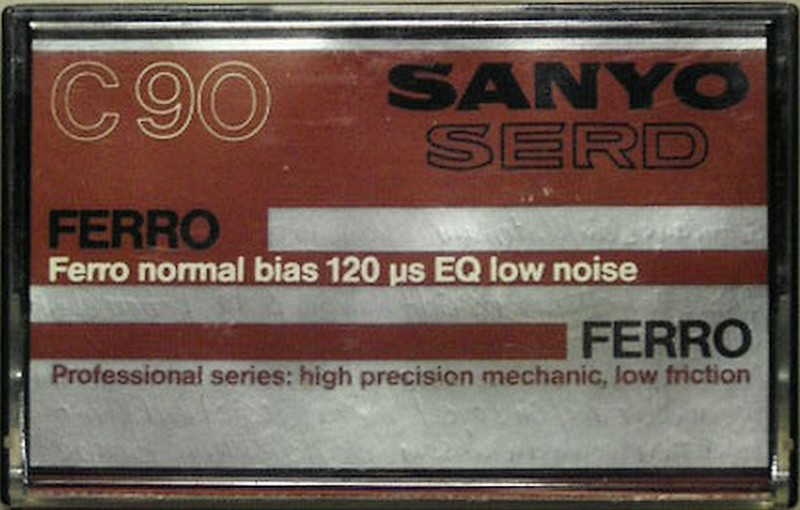 C90
SANYO
SERD
FERRO
Ferro normal bias 120 µs EQ low noise
FERRO
Professional series: high precision mechanic, low friction